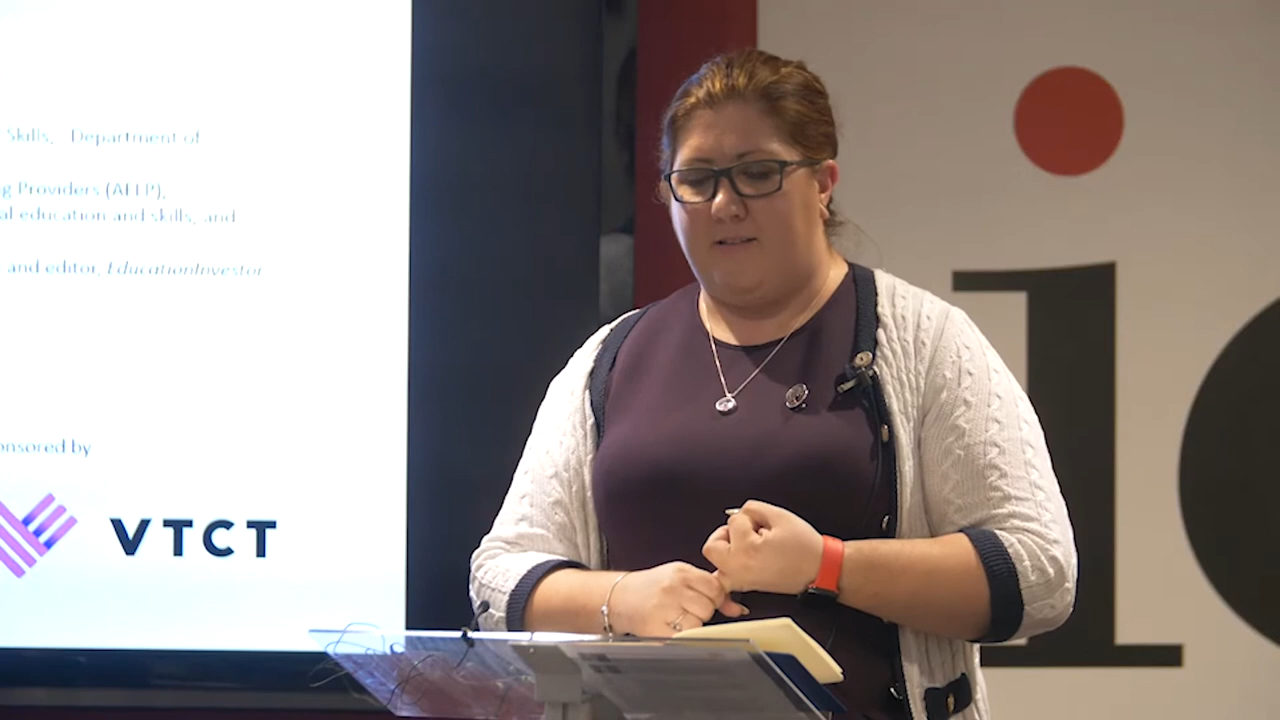 Skills, Department of
g Providers (AELP),
al education and skills, and
and editor, EducationInvestor
onsored by
VTCT
i